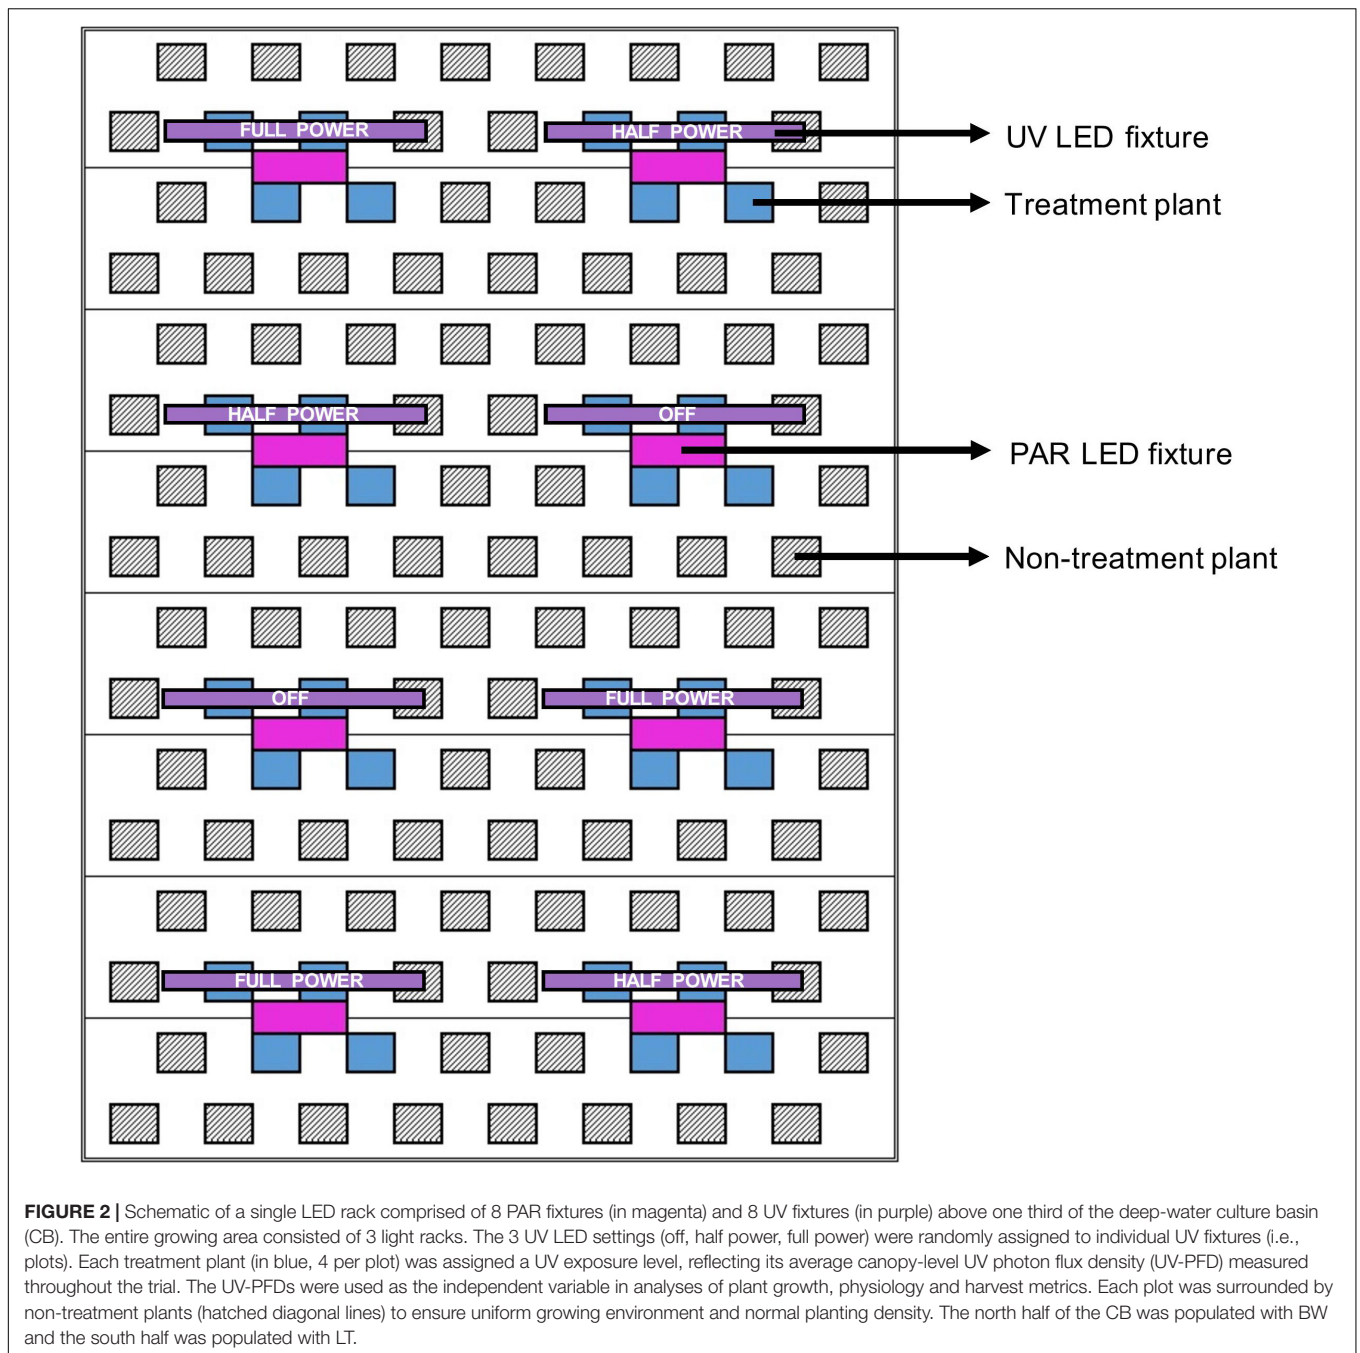 FULL POWER
HALF POWER
UV LED fixture
Treatment plant
HALF POWER
OFF
PAR LED fixture
Non-treatment plant
OFF
FULL POWER
FULL POWER
HALF POWER
FIGURE 2 | Schematic of a single LED rack comprised of 8 PAR fixtures (in magenta) and 8 UV fixtures (in purple) above one third of the deep-water culture basin
(CB). The entire growing area consisted of 3 light racks. The 3 UV LED settings (off, half power, full power) were randomly assigned to individual UV fixtures (i.e.,
plots). Each treatment plant (in blue, 4 per plot) was assigned a UV exposure level, reflecting its average canopy-level UV photon flux density (UV-PFD) measured
throughout the trial. The UV-PFDs were used as the independent variable in analyses of plant growth, physiology and harvest metrics. Each plot was surrounded by
non-treatment plants (hatched diagonal lines) to ensure uniform growing environment and normal planting density. The north half of the CB was populated with BW
and the south half was populated with LT.